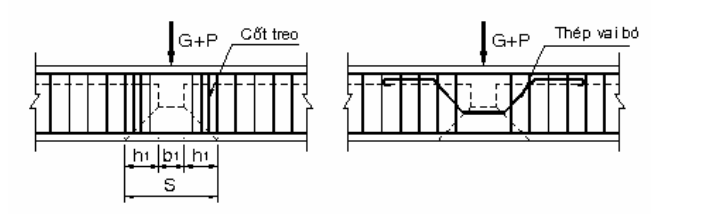 G+P
Cốt treo
h1 b1 h1
S
G+P
Thép vai bò